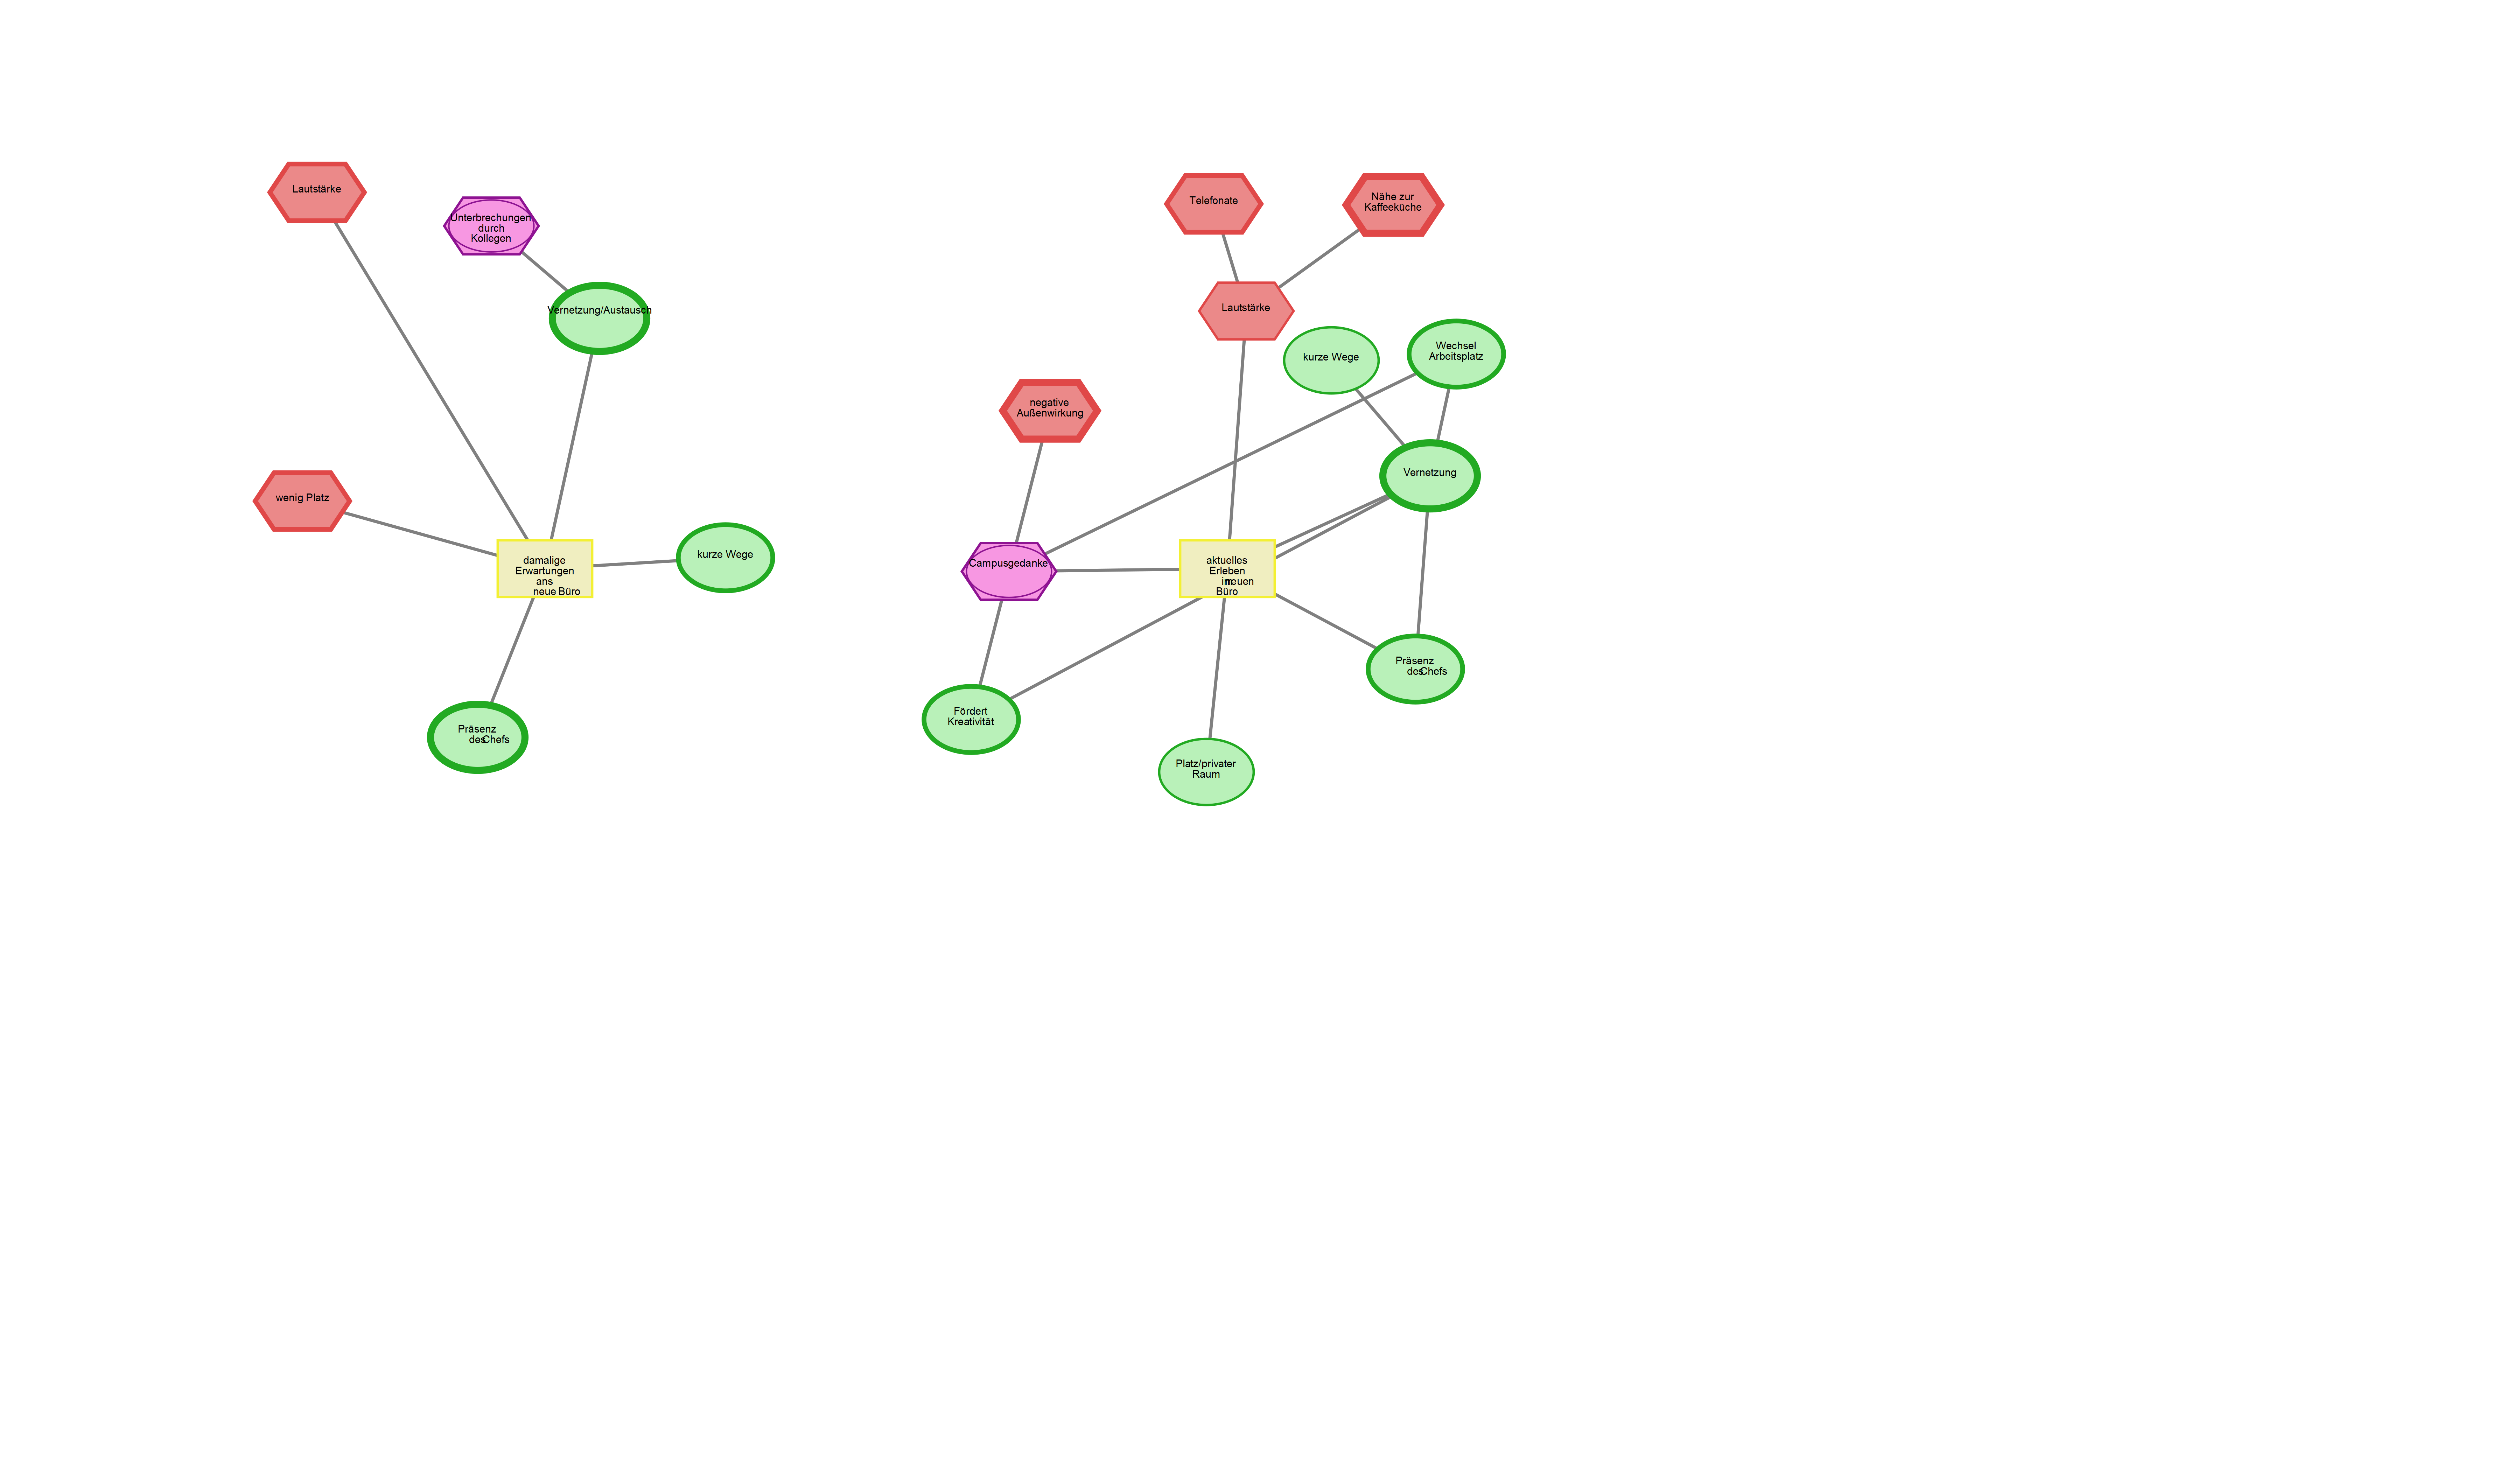 Lautstärke
Unterbrechungen
durch
Kollegen
Vernetzung/Austausch
wenig Platz
kurze Wege
damalige
Erwartungen
ans
neue Büro
Präsenz
des Chefs
Telefonate
Nähe zur
Kaffeeküche
Lautstärke
kurze Wege
Wechsel
Arbeitsplatz
negative
Außenwirkung
Vernetzung
Campusgedanke
aktuelles
Erleben
im neuen
Büro
Präsenz
des Chefs
Fördert
Kreativität
Platz/privater
Raum